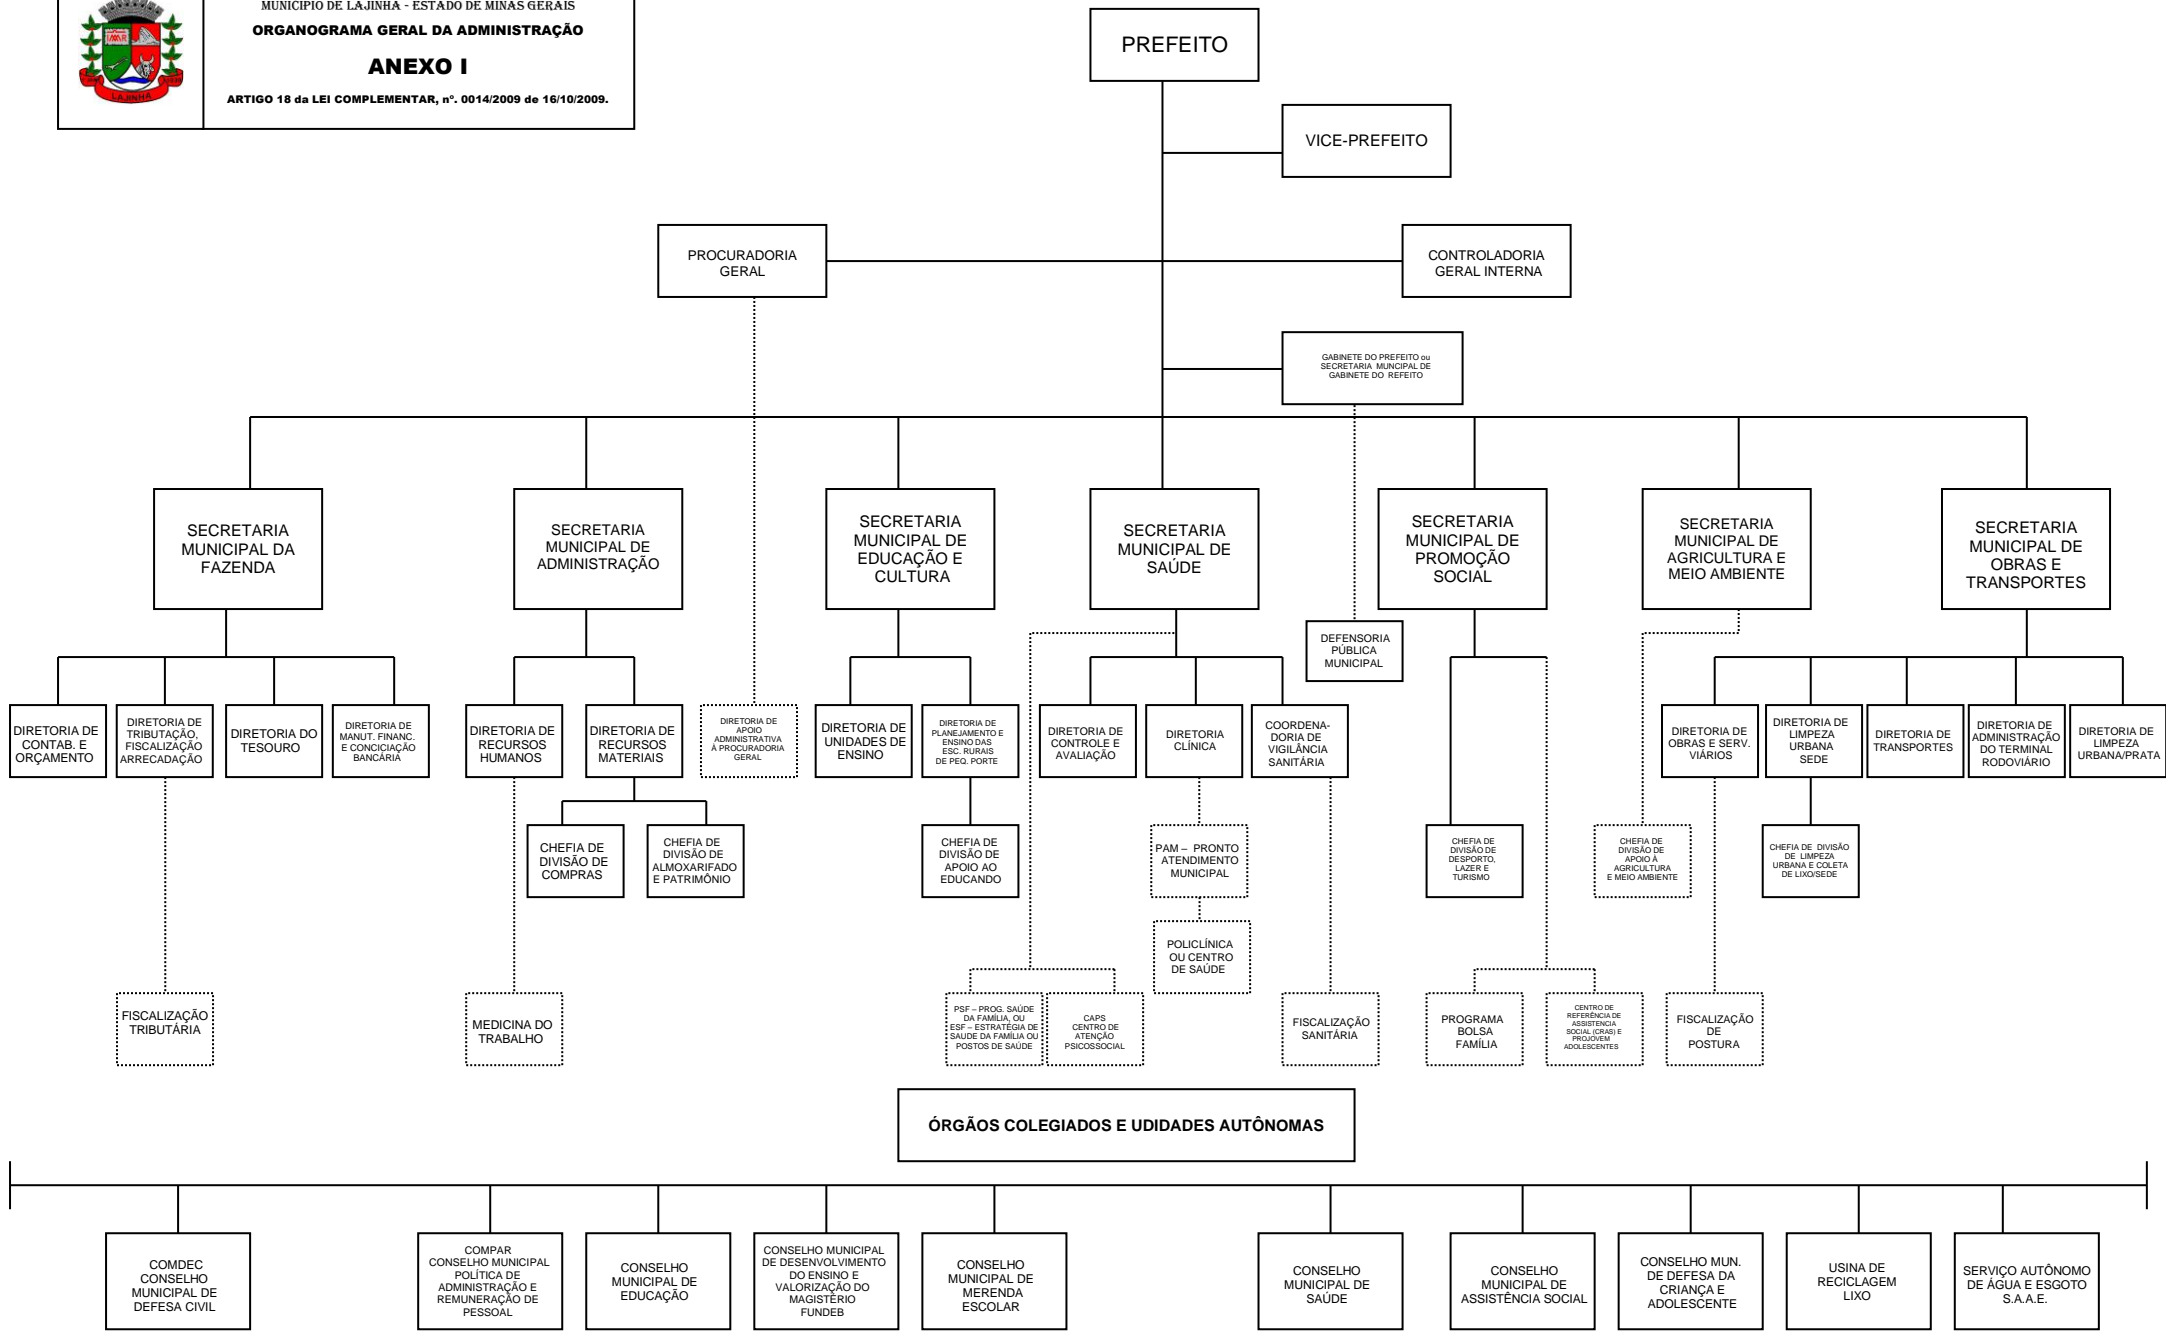 MUNICÍPIO DE LAJINHA - ESTADO DE MINAS GERAIS
ORGANOGRAMA GERAL DA ADMINISTRAÇÃO
ANEXO I
ARTIGO 18 da LEI COMPLEMENTAR, nº. 0014/2009 de 16/10/2009.
LAJINHA
PREFEITO
VICE-PREFEITO
PROCURADORIA
GERAL
CONTROLADORIA
GERAL INTERNA
GABINETE DO PREFEITO ou
SECRETARIA MUNCIPAL DE
GABINETE DO REFEITO
SECRETARIA
MUNICIPAL DA
FAZENDA
SECRETARIA
MUNICIPAL DE
ADMINISTRAÇÃO
SECRETARIA
MUNICIPAL DE
EDUCAÇÃO E
CULTURA
SECRETARIA
MUNICIPAL DE
SAÚDE
SECRETARIA
MUNICIPAL DE
PROMOÇÃO
SOCIAL
SECRETARIA
MUNICIPAL DE
AGRICULTURA E
MEIO AMBIENTE
SECRETARIA
MUNICIPAL DE
OBRAS E
TRANSPORTES
DEFENSORIA
PÚBLICA
MUNICIPAL
DIRETORIA DE
CONTAB. E
ORÇAMENTO
DIRETORIA DE
TRIBUTAÇÃO,
FISCALIZAÇÃO
ARRECADAÇÃO
DIRETORIA DO
TESOURO
DIRETORIA DE
MANUT. FINANC.
E CONCICIAÇÃO
BANCÁRIA
DIRETORIA DE
RECURSOS
HUMANOS
DIRETORIA DE
RECURSOS
MATERIAIS
DIRETORIA DE
APOIO
ADMINISTRATIVA
À PROCURADORIA
GERAL
DIRETORIA DE
UNIDADES DE
ENSINO
DIRETORIA DE
PLANEJAMENTO E
ENSINO DAS
ESC. RURAIS
DE PEQ. PORTE
DIRETORIA DE
CONTROLE E
AVALIAÇÃO
DIRETORIA
CLÍNICA
COORDENA-
DORIA DE
VIGILÂNCIA
SANITÁRIA
DIRETORIA DE
OBRAS E SERV.
VIÁRIOS
DIRETORIA DE
LIMPEZA
URBANA
SEDE
DIRETORIA DE
TRANSPORTES
DIRETORIA DE
ADMINISTRAÇÃO
DO TERMINAL
RODOVIÁRIO
DIRETORIA DE
LIMPEZA
URBANA/PRATA
CHEFIA DE
DIVISÃO DE
COMPRAS
CHEFIA DE
DIVISÃO DE
ALMOXARIFADO
E PATRIMÔNIO
CHEFIA DE
DIVISÃO DE
APOIO AO
EDUCANDO
PAM – PRONTO
ATENDIMENTO
MUNICIPAL
CHEFIA DE
DIVISÃO DE
DESPORTO,
LAZER E
TURISMO
CHEFIA DE
DIVISÃO DE
APOIO À
AGRICULTURA
E MEIO AMBIENTE
CHEFIA DE DIVISÃO
DE LIMPEZA
URBANA E COLETA
DE LIXO/SEDE
POLICLÍNICA
OU CENTRO
DE SAÚDE
FISCALIZAÇÃO
TRIBUTÁRIA
MEDICINA DO
TRABALHO
PSF – PROG. SAÚDE
DA FAMÍLIA, OU
ESF – ESTRATÉGIA DE
SAUDE DA FAMÍLIA OU
POSTOS DE SAÚDE
CAPS
CENTRO DE
ATENÇÃO
PSICOSSOCIAL
FISCALIZAÇÃO
SANITÁRIA
PROGRAMA
BOLSA
FAMÍLIA
CENTRO DE
REFERÊNCIA DE
ASSISTENCIA
SOCIAL (CRAS) E
PROJOVEM
ADOLESCENTES
FISCALIZAÇÃO
DE
POSTURA
ÓRGÃOS COLEGIADOS E UDIDADES AUTÔNOMAS
COMDEC
CONSELHO
MUNICIPAL DE
DEFESA CIVIL
COMPAR
CONSELHO MUNICIPAL
POLÍTICA DE
ADMINISTRAÇÃO E
REMUNERAÇÃO DE
PESSOAL
CONSELHO
MUNICIPAL DE
EDUCAÇÃO
CONSELHO MUNICIPAL
DE DESENVOLVIMENTO
DO ENSINO E
VALORIZAÇÃO DO
MAGISTÉRIO
FUNDEB
CONSELHO
MUNICIPAL DE
MERENDA
ESCOLAR
CONSELHO
MUNICIPAL DE
SAÚDE
CONSELHO
MUNICIPAL DE
ASSISTÊNCIA SOCIAL
CONSELHO MUN.
DE DEFESA DA
CRIANÇA E
ADOLESCENTE
USINA DE
RECICLAGEM
LIXO
SERVIÇO AUTÔNOMO
DE ÁGUA E ESGOTO
S.A.A.E.